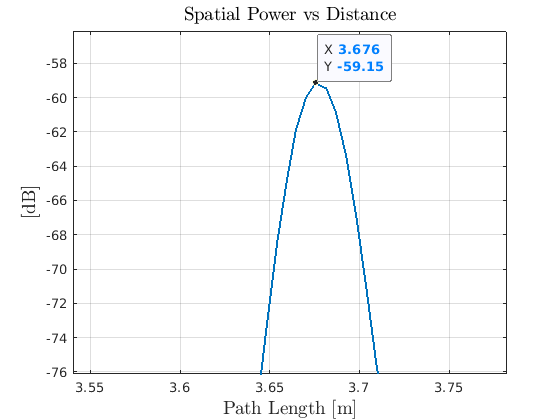 Spatial Power vs Distance
X 3.676
Y -59.15
[dB]
-58
-60
-62
-64
-66
-68
-70
-72
-74
-76
3.55 3.6 3.65 3.7 3.75
Path Length [m]